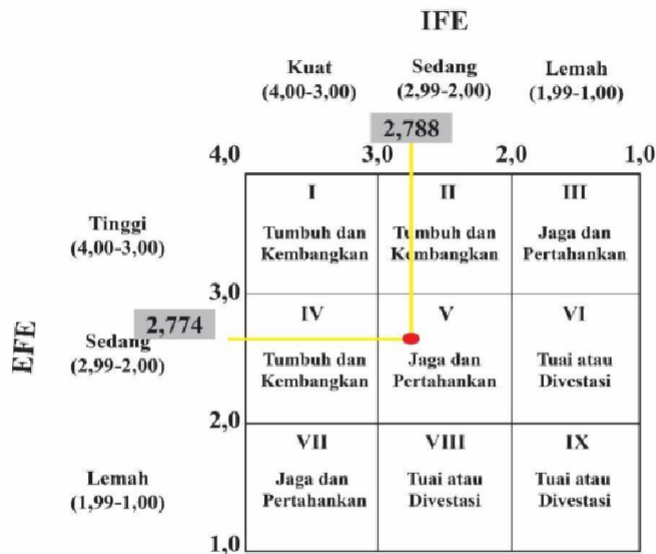 IFE
Kuat
(4,00-3,00)
Sedang
(2,99-2,00)
Lemah
(1,99-1,00)
2,788
4,0
3,0
2,0
1,0
Tinggi
(4,00-3,00)
I
Tumbuh dan
Kembangkan
II
Tumbuh dan
Kembangkan
III
Jaga dan
Pertahankan
3,0
2,774
EFE
Sedang
(2,99-2,00)
IV
Tumbuh dan
Kembangkan
V
Jaga dan
Pertahankan
VI
Tuai atau
Divestasi
2,0
Lemah
(1,99-1,00)
VII
Jaga dan
Pertahankan
VIII
Tuai atau
Divestasi
IX
Tuai atau
Divestasi
1,0